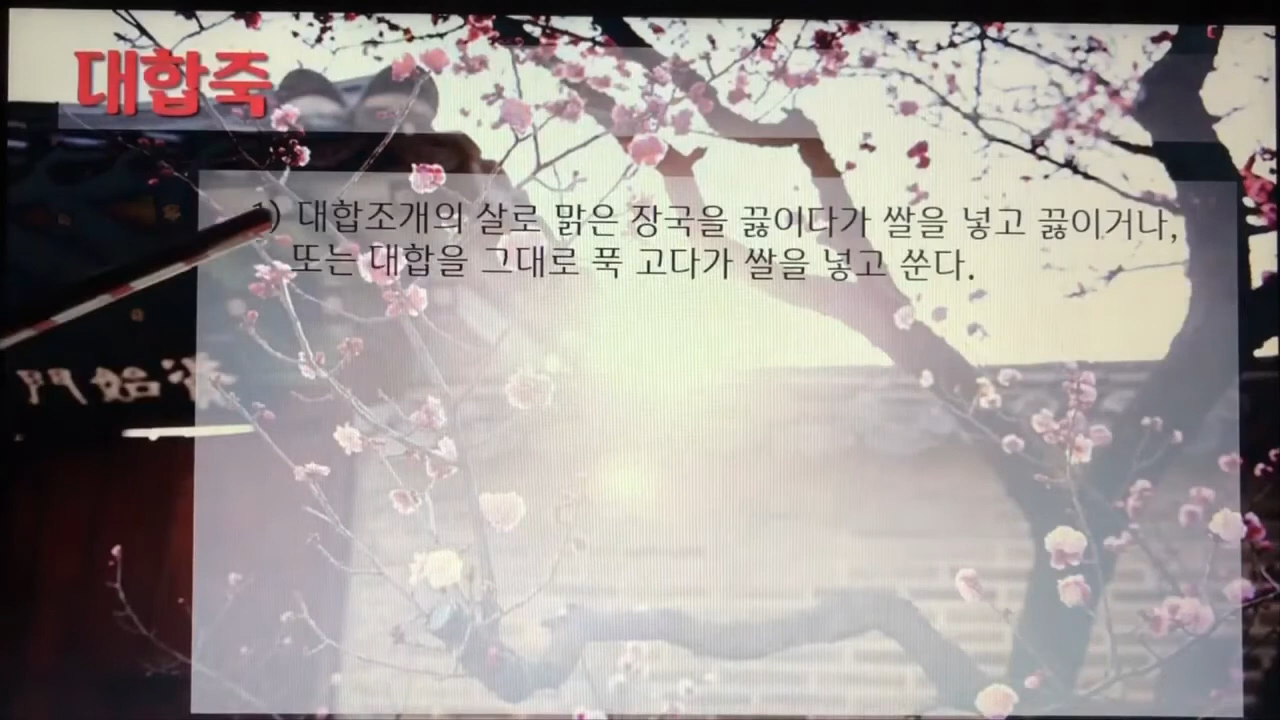 대합죽
1) 대합조개의 살로 맑은 장국을 끓이다가 쌀을 넣고 끓이거나,
또는 대합을 그대로 푹 고다가 쌀을 넣고 쑨다.
門始